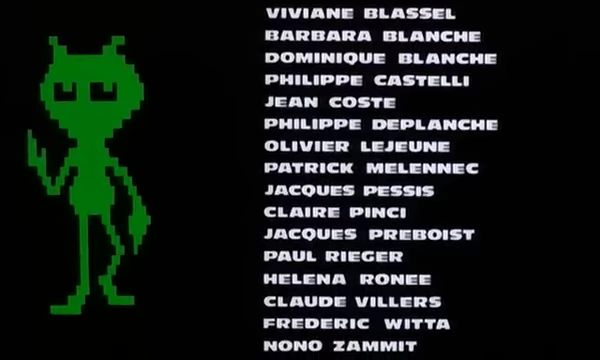 VIVIANE BLASSEL
BARBARA BLANCHE
DOMINIQUE BLANCHE
PHILIPPE CASTELLI
JEAN COSTE
PHILIPPE DEPLANCHE
OLIVIER LEJEUNE
PATRICK MELENNEC
JACQUES PESSIS
CLAIRE PINCI
JACQUES PREBOIST
PAUL RIEGER
HELENA RONEE
CLAUDE VILLERS
FREDERIC WITTA
NONO ZAMMIT